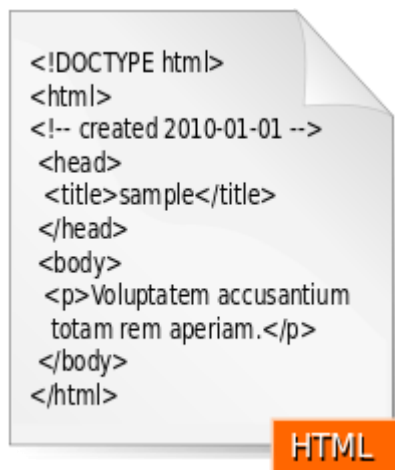 <!DOCTYPE html>
<html>
<!-- created 2010-01-01 -->
<head>
<title>sample</title>
</head>
<body>
<p>Voluptatem accusantium
totam rem aperiam.</p>
</body>
</html>
HTML